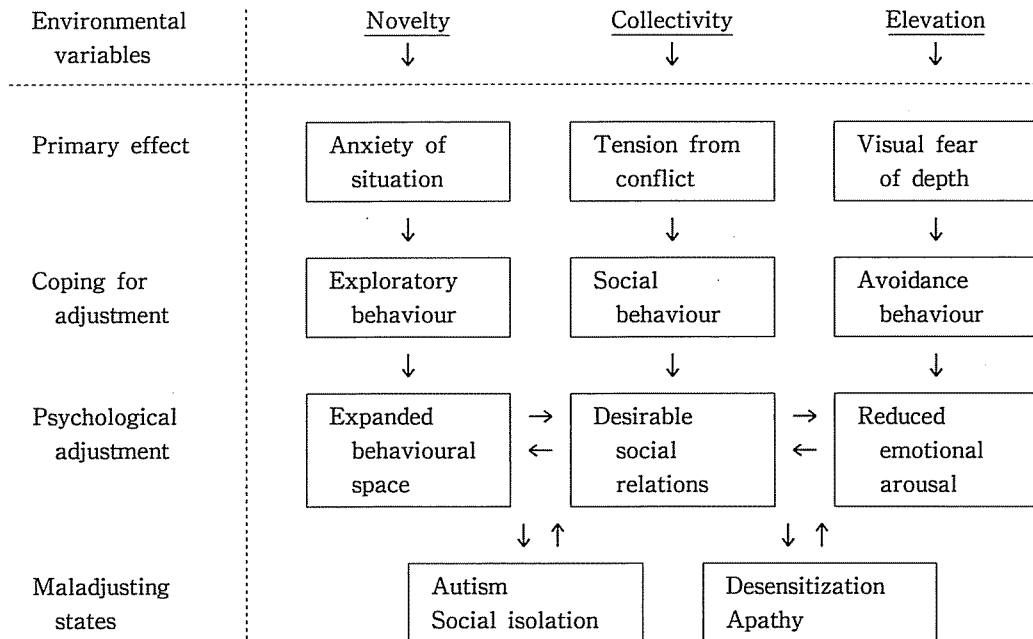 Environmental variables
Novelty
Collectivity
Elevation
↓ ↓ ↓
Primary effect
Anxiety of
situation
Tension from
conflict
Visual fear
of depth
↓ ↓ ↓
Coping for
adjustment
Exploratory
behaviour
Social
behaviour
Avoidance
behaviour
↓ ↓ ↓
Psychological
adjustment
Expanded
behavioural
space
→
←
Desirable
social
relations
→
←
Reduced
emotional
arousal
↓ ↑ ↓ ↑
Maladjusting
states
Autism
Social isolation
Desensitization
Apathy